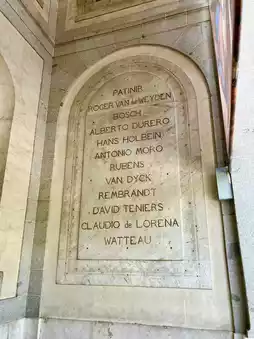 PATINIR
ROGER VAN der WEYDEN
BOSCH
ALBERTO DURERO
HANS HOLBEIN
ANTONIO MORO
RUBENS
VAN DYCK
REMBRANDT
DAVID TENIERS
CLAUDIO de LORENA
WATTEAU